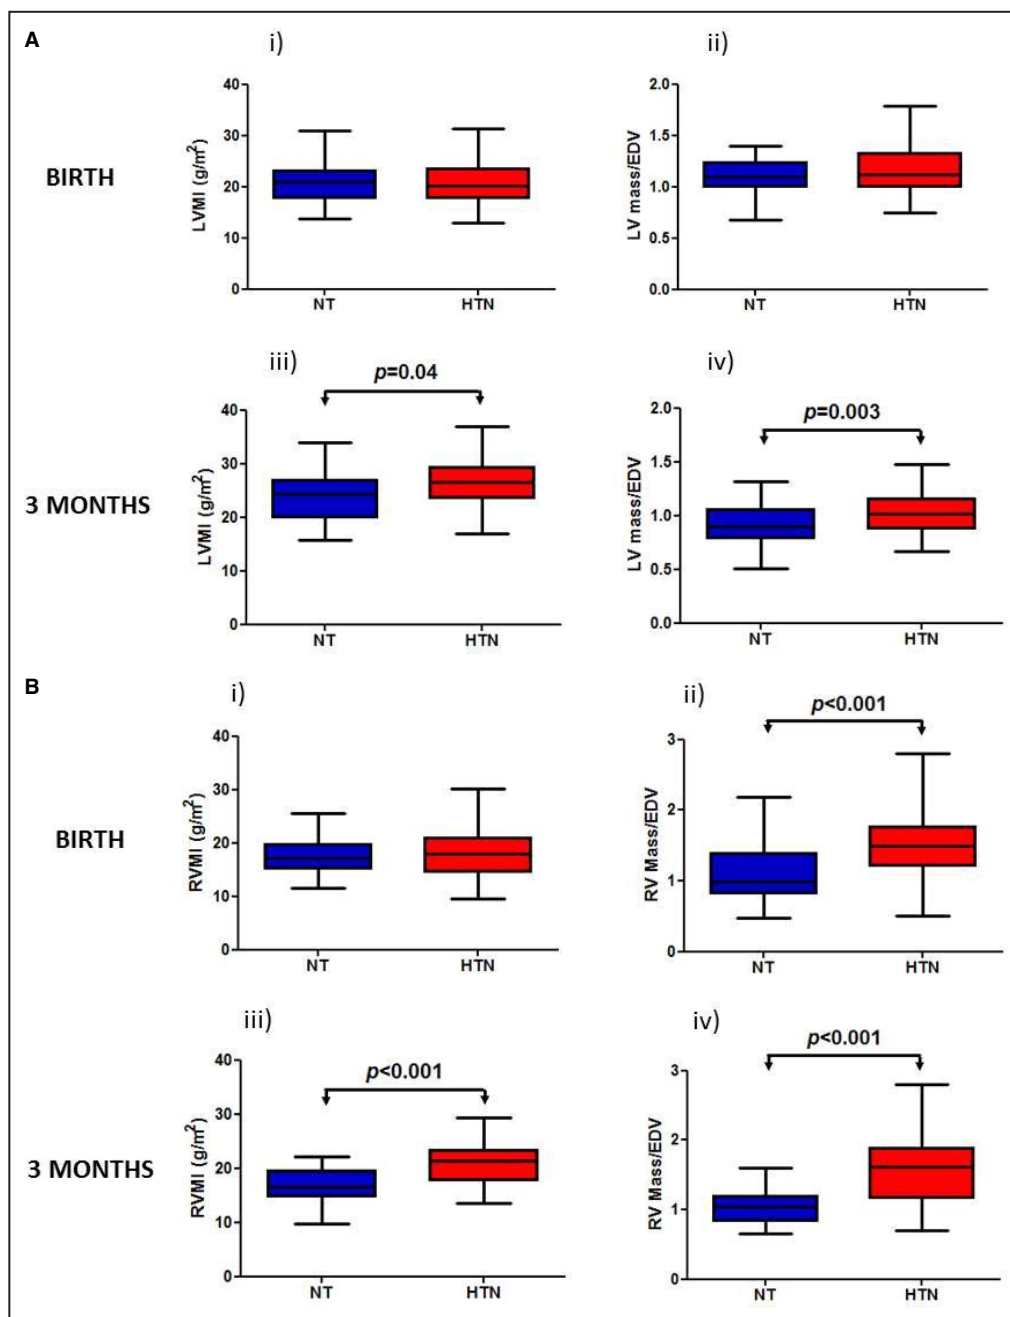 A
i)
ii)
BIRTH
40
30
20
10
0
LVMI (g/m²)
NT
HTN
2.0
1.5
1.0
0.5
0.0
LV mass/EDV
NT
HTN
iii)
iv)
3 MONTHS
p=0.04
40
30
20
10
0
LVMI (g/m²)
NT
HTN
p=0.003
2.0
1.5
1.0
0.5
0.0
LV mass/EDV
NT
HTN
B
i)
ii)
BIRTH
40
30
20
10
0
RVMI (g/m²)
NT
HTN
p<0.001
3
2
1
0
RV Mass/EDV
NT
HTN
iii)
iv)
3 MONTHS
p<0.001
40
30
20
10
0
RVMI (g/m²)
NT
HTN
p<0.001
3
2
1
0
RV Mass/EDV
NT
HTN